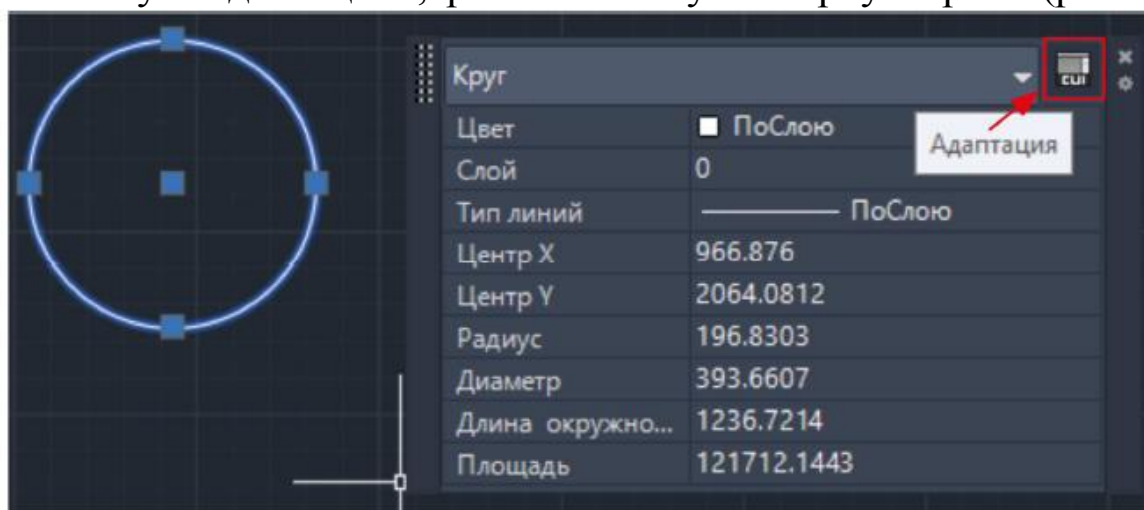 Круг
CUI
Адаптация
Цвет ПоСлою
Слой 0
Тип линий ПоСлою
Центр X 966.876
Центр Y 2064.0812
Радиус 196.8303
Диаметр 393.6607
Длина окружно... 1236.7214
Площадь 121712.1443